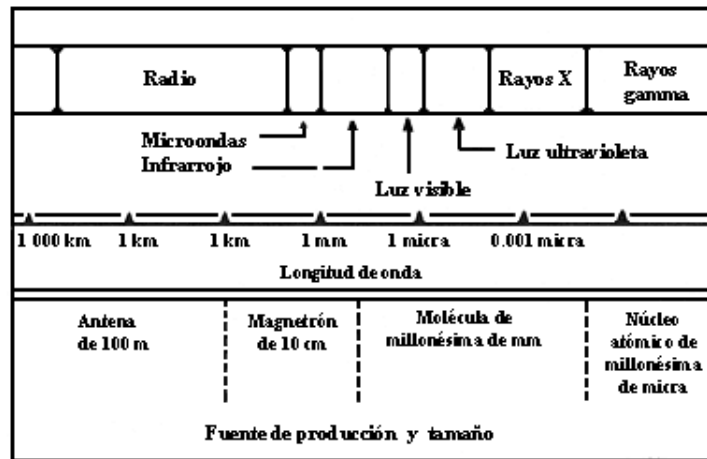 Radio
Rayos X
Rayos
gamma
Microondas
Infrarrojo
Luz ultravioleta
Luz visible
1 000 km 1 km 1 km 1 mm 1 micra 0.001 micra
Longitud de onda
Antena
de 100 m
Magnetrón
de 10 cm
Molécula de
millonésima de mm
Núcleo
atómico de
millonésima
de micra
Fuente de producción y tamaño